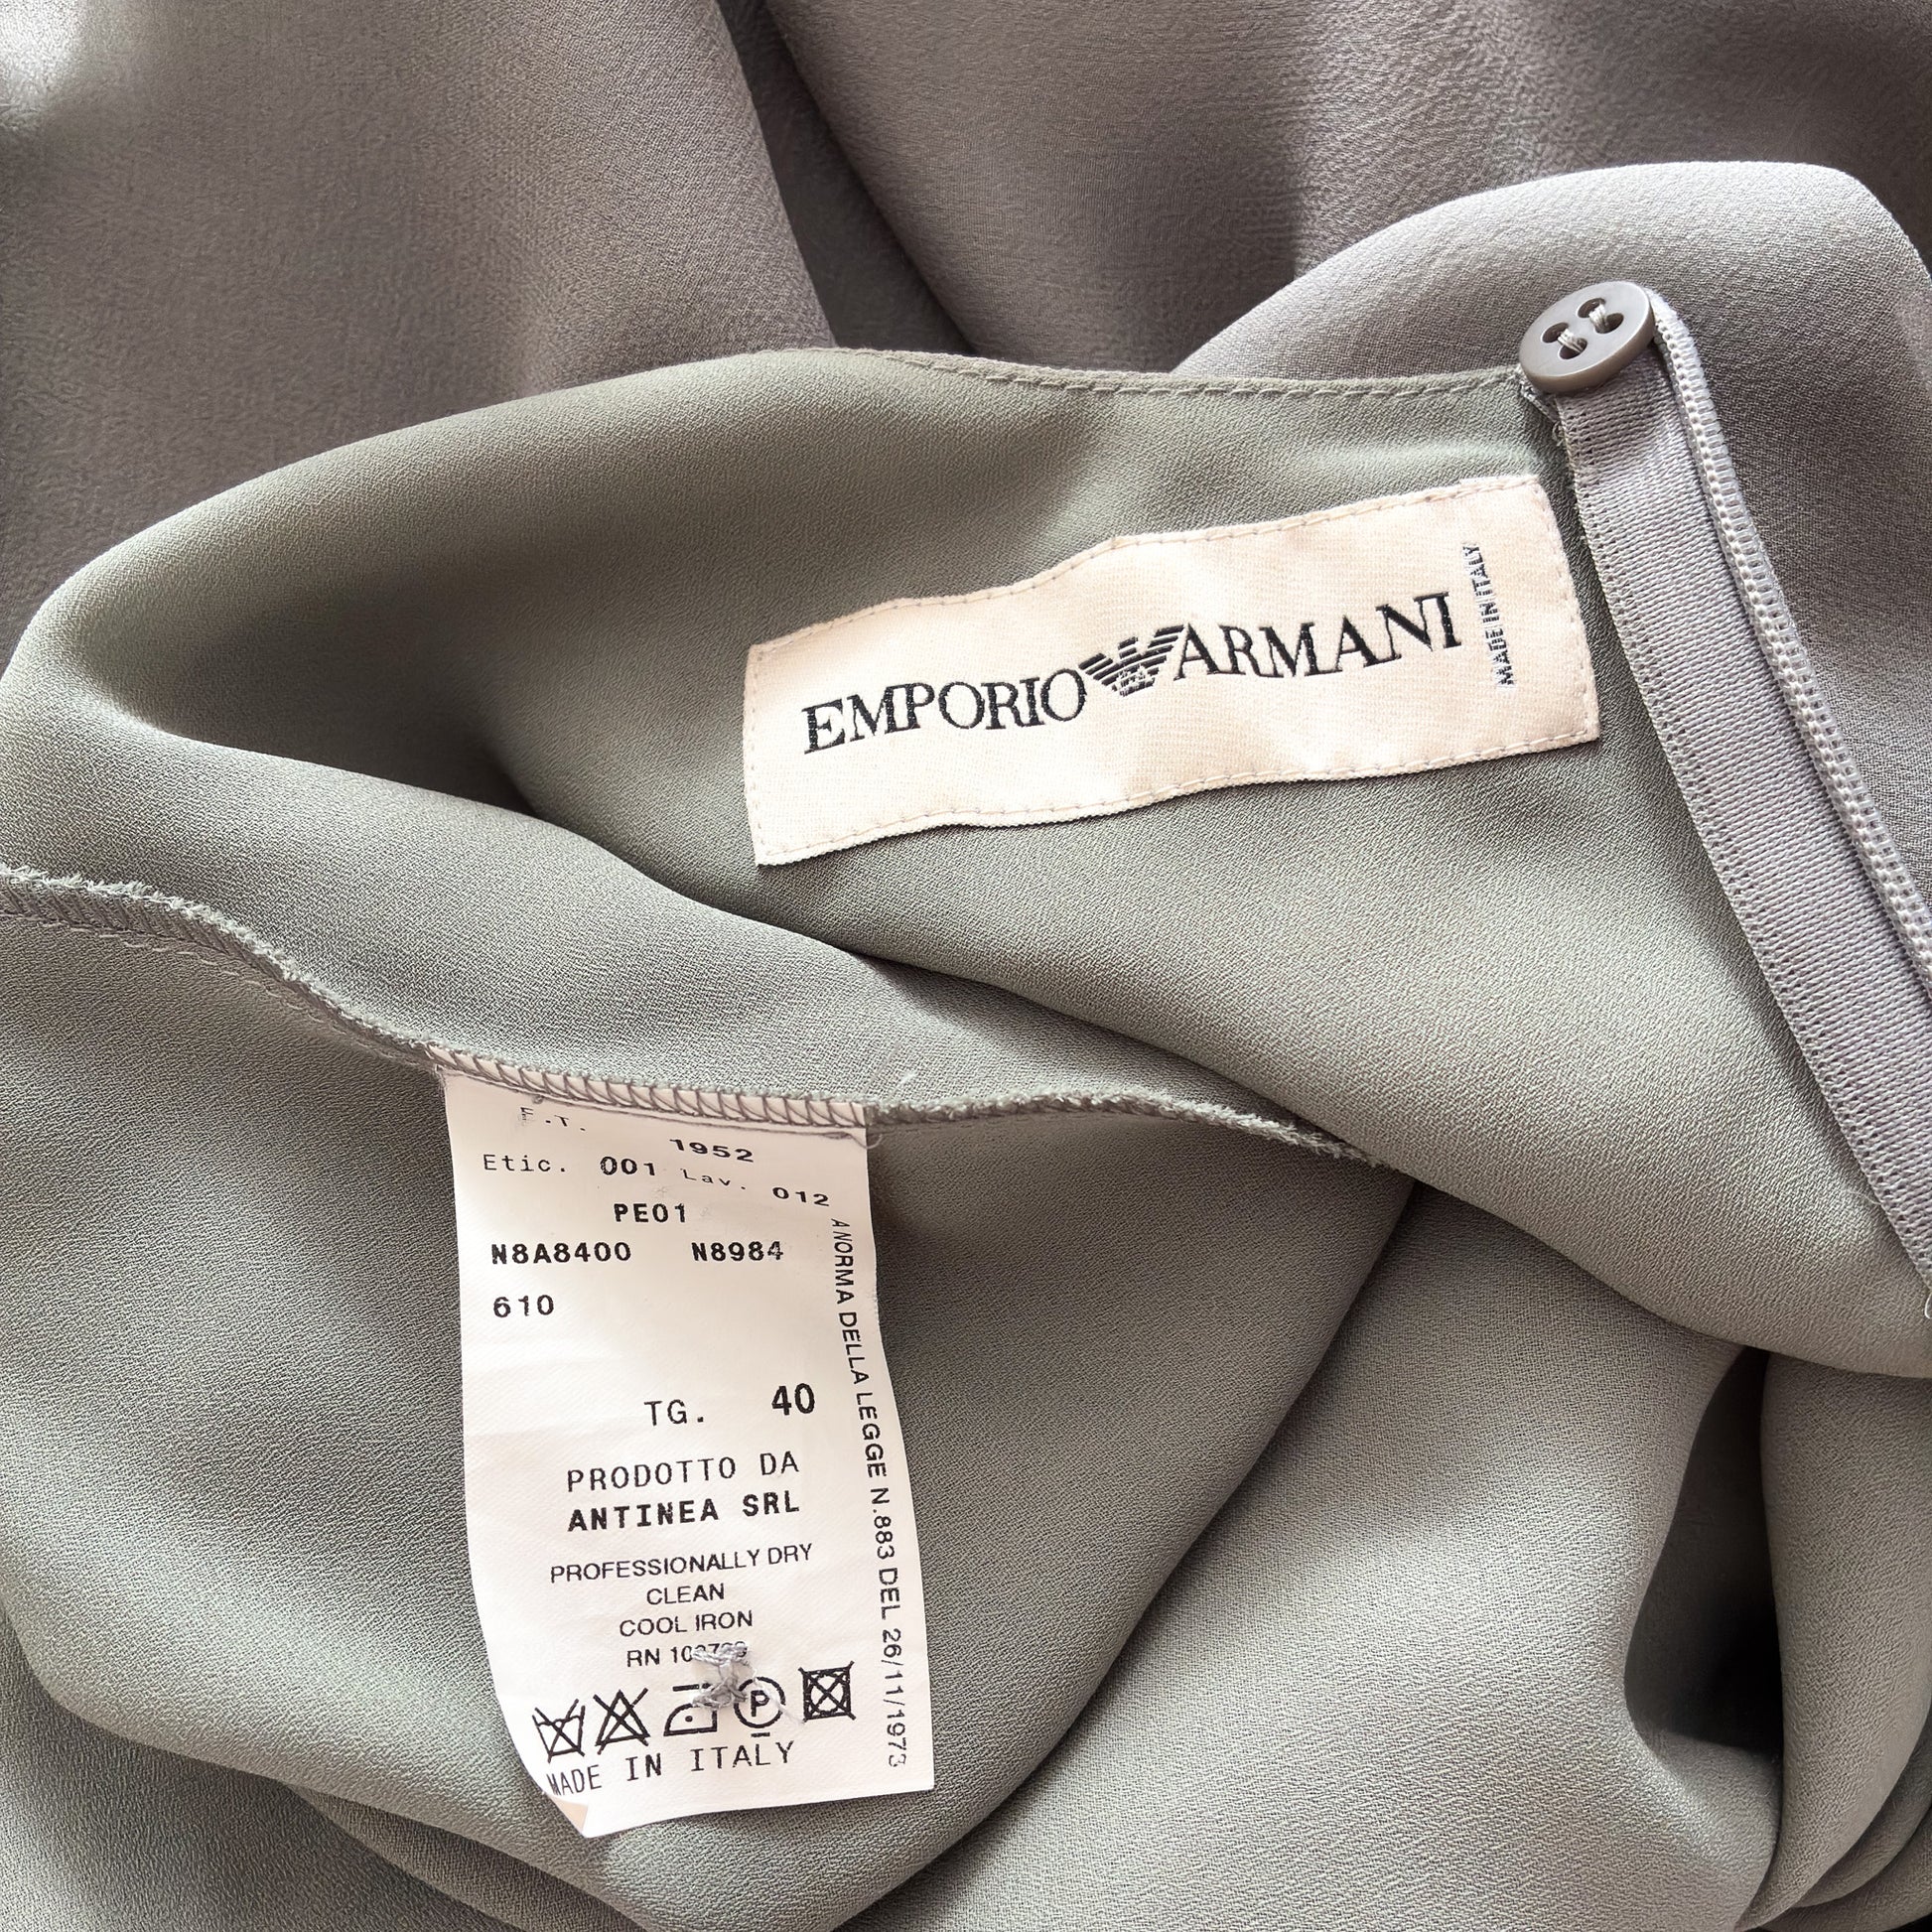 EMPORIO ARMANI
MADE IN ITALY
F.T. 1952
Etic. 001 Lav. 012
PE01
N8A8400 N8984
610
TG. 40
PRODOTTO DA
ANTINEA SRL
PROFESSIONALLY DRY
CLEAN
COOL IRON
RN
P
MADE IN ITALY
A NORMA DELLA LEGGE N.883 DEL 26/11/1973